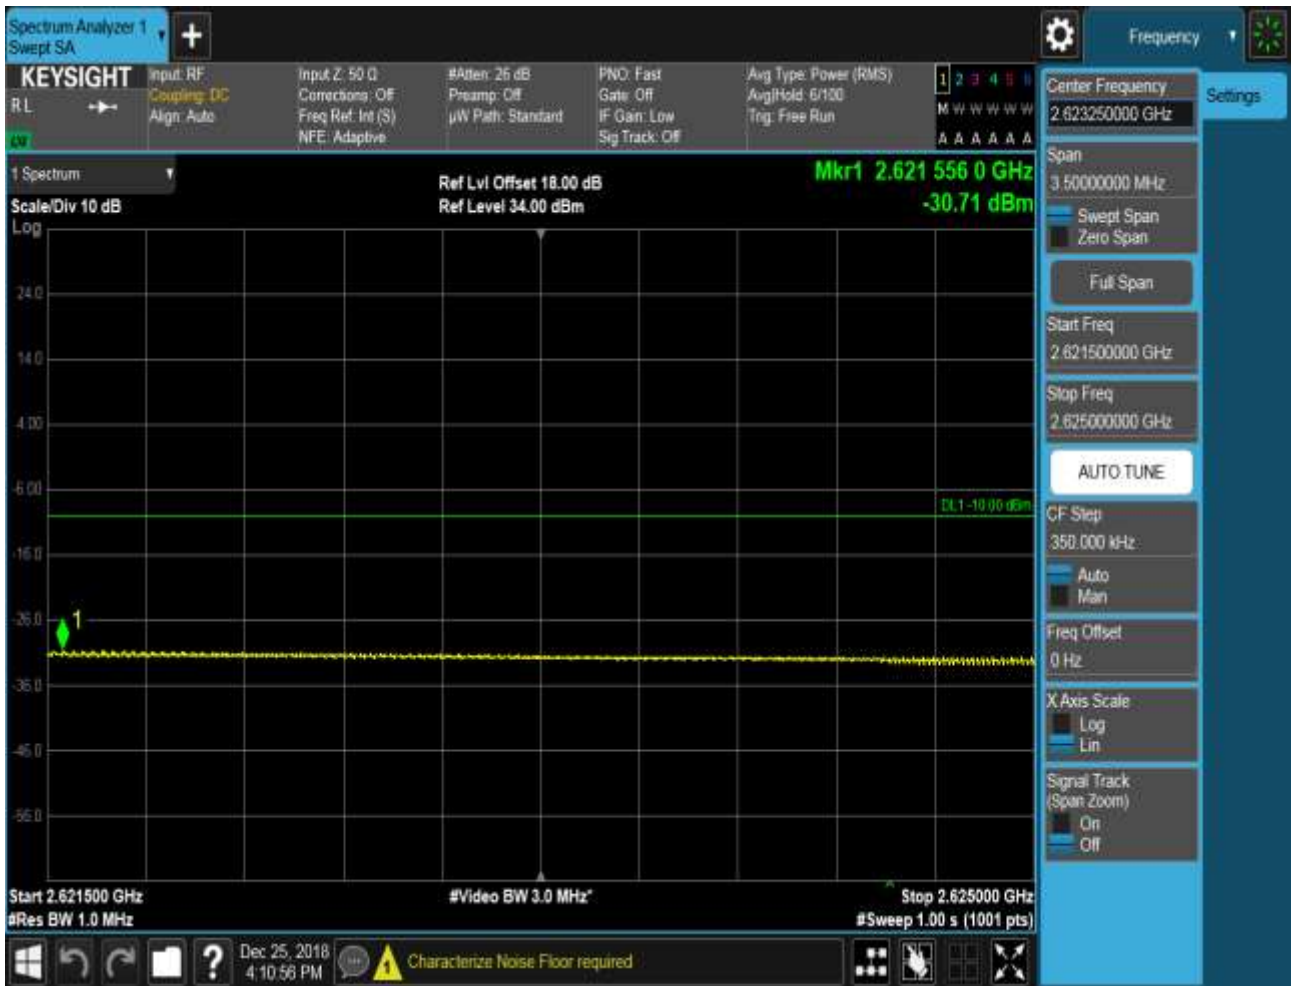 Spectrum Analyzer 1
Swept SA
Frequency
KEYSIGHT
RL
Input: RF
Coupling: DC
Align: Auto
Input Z: 50 Ω
Corrections: Off
Freq Ref: Int (S)
NFE: Adaptive
#Atten: 26 dB
Preamp: Off
µW Path: Standard
PNO: Fast
Gate: Off
IF Gain: Low
Sig Track: Off
Avg Type: Power (RMS)
Avg|Hold: 6/100
Trig: Free Run
1 2 3 4 5 6
M W W W W W
A A A A A A
1 Spectrum
Scale/Div 10 dB
Log
Ref Lvl Offset 18.00 dB
Ref Level 34.00 dBm
Mkr1 2.621 556 0 GHz
-30.71 dBm
24.0
14.0
4.00
-6.00
DL1 -10.00 dBm
-16.0
-26.0
1
-36.0
-46.0
-56.0
Start 2.621500 GHz
#Res BW 1.0 MHz
#Video BW 3.0 MHz*
Stop 2.625000 GHz
#Sweep 1.00 s (1001 pts)
Center Frequency
2.623250000 GHz
Settings
Span
3.50000000 MHz
Swept Span
Zero Span
Full Span
Start Freq
2.621500000 GHz
Stop Freq
2.625000000 GHz
AUTO TUNE
CF Step
350.000 kHz
Auto
Man
Freq Offset
0 Hz
X Axis Scale
Log
Lin
Signal Track
(Span Zoom)
On
Off
?
Dec 25, 2018
4:10:56 PM
1
Characterize Noise Floor required